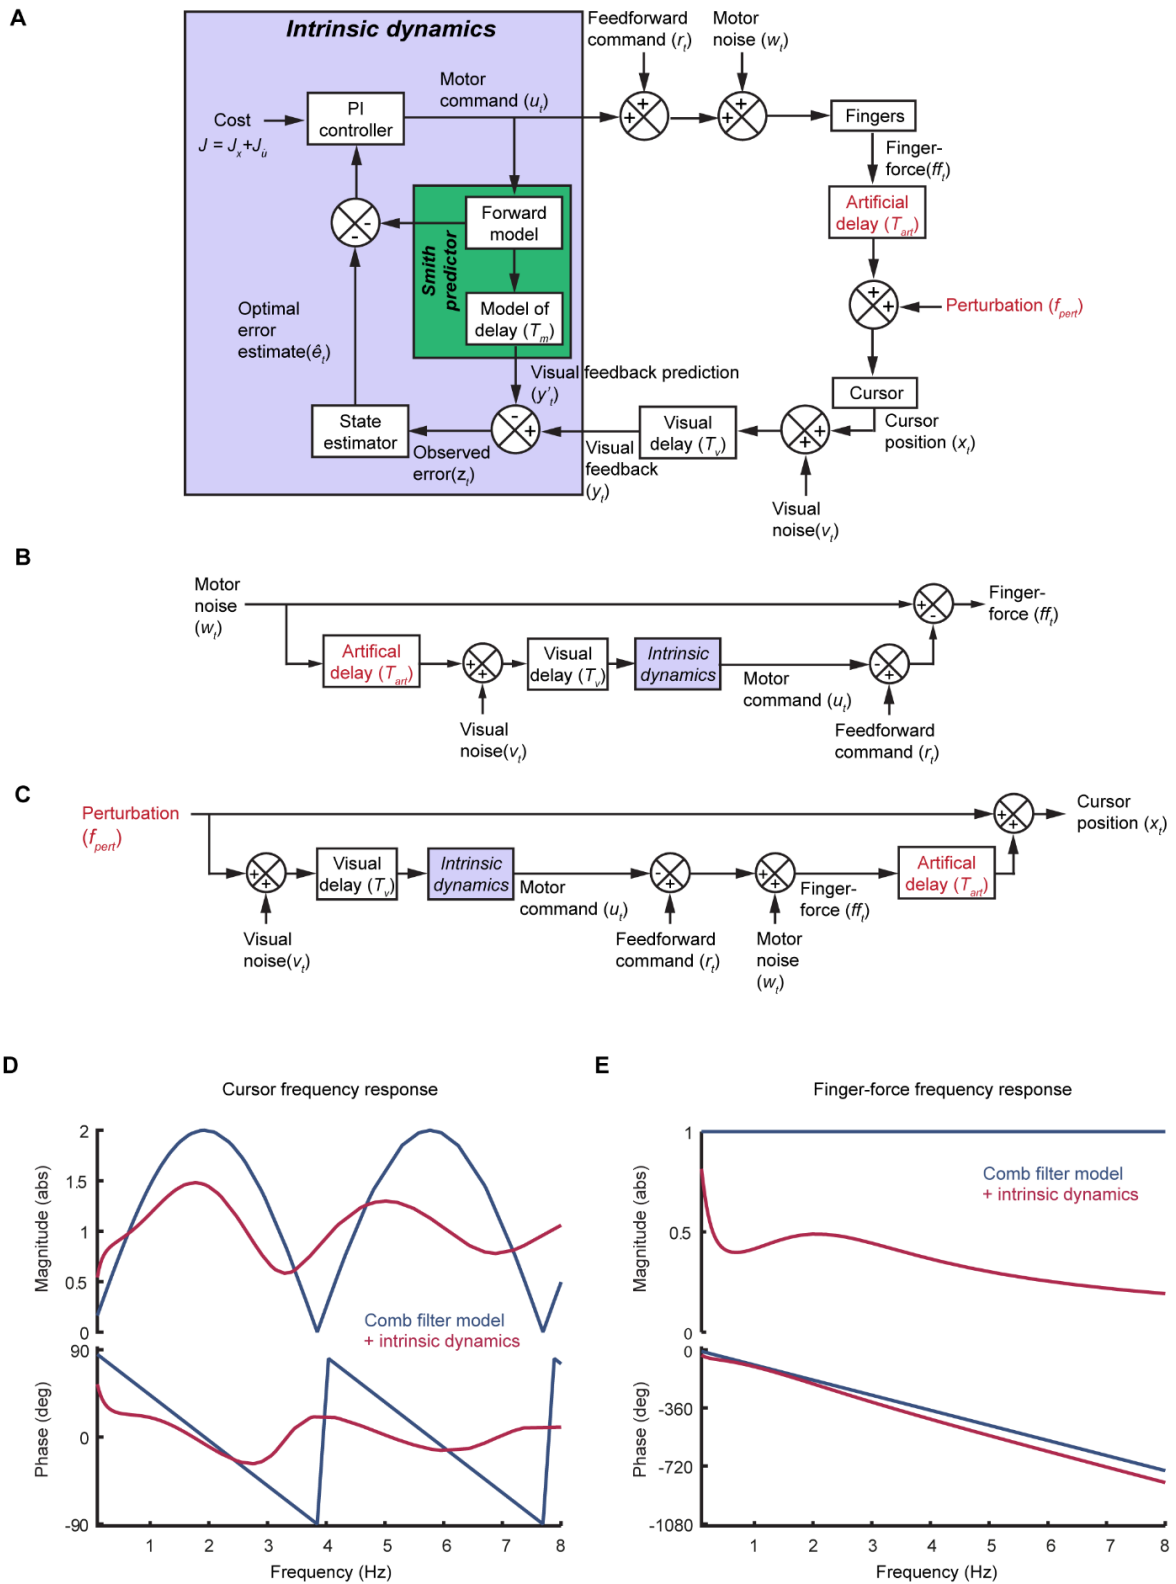 A
Intrinsic dynamics
Feedforward
command (r_t)
Motor
noise (w_t)
Motor
command (u_t)
Cost
J = J_x+J_u̇
PI
controller
Fingers
Finger-
force(ff_t)
Artificial
delay (T_art)
Perturbation (f_pert)
Smith
predictor
Forward
model
Model of
delay (T_m)
Optimal
error
estimate(ê_t)
Visual feedback prediction
(y'_t)
Cursor
Cursor
position (x_t)
State
estimator
Observed
error(z_t)
Visual
feedback
(y_t)
Visual
delay (T_v)
Visual
noise(v_t)
B
Motor
noise
(w_t)
Artifical
delay (T_art)
Visual
noise(v_t)
Visual
delay (T_v)
Intrinsic
dynamics
Motor
command (u_t)
Feedforward
command (r_t)
Finger-
force (ff_t)
C
Perturbation
(f_pert)
Visual
noise(v_t)
Visual
delay (T_v)
Intrinsic
dynamics
Motor
command (u_t)
Feedforward
command (r_t)
Motor
noise
(w_t)
Finger-
force (ff_t)
Artifical
delay (T_art)
Cursor
position (x_t)
D
Cursor frequency response
Magnitude (abs)
2
1.5
1
0.5
0
Comb filter model
+ intrinsic dynamics
Phase (deg)
90
0
-90
1 2 3 4 5 6 7 8
Frequency (Hz)
E
Finger-force frequency response
Magnitude (abs)
1
0.5
0
Comb filter model
+ intrinsic dynamics
Phase (deg)
0
-360
-720
-1080
1 2 3 4 5 6 7 8
Frequency (Hz)